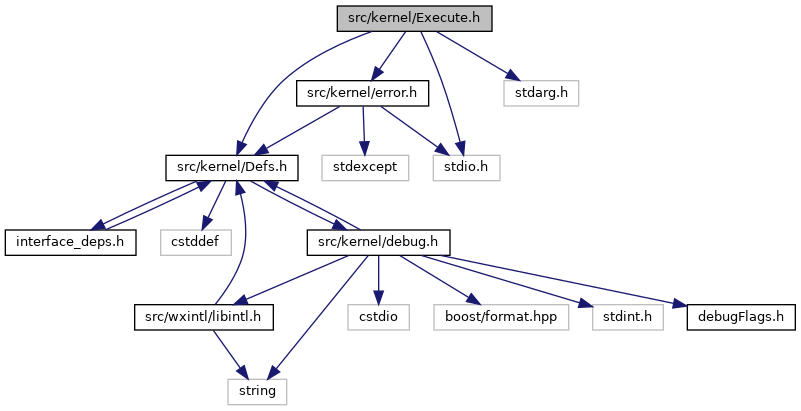 src/kernel/Execute.h
src/kernel/error.h
stdarg.h
src/kernel/Defs.h
stdexcept
stdio.h
interface_deps.h
cstddef
src/kernel/debug.h
src/wxintl/libintl.h
cstdio
boost/format.hpp
stdint.h
debugFlags.h
string